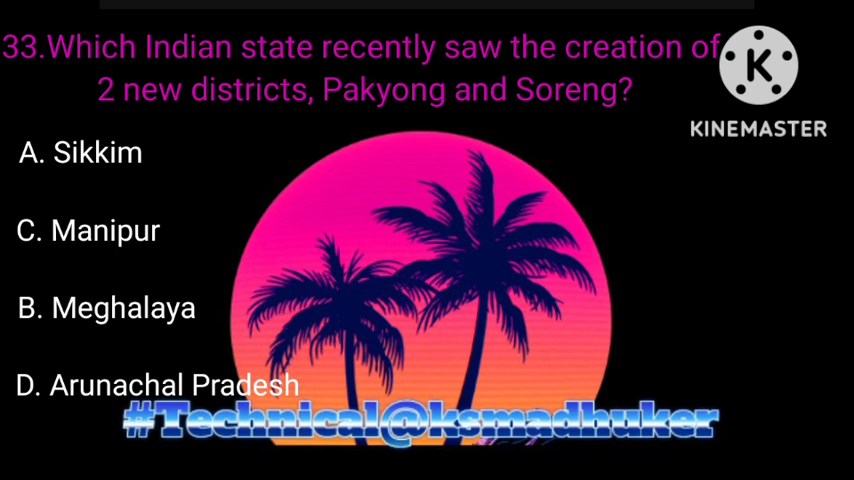 33.Which Indian state recently saw the creation of
2 new districts, Pakyong and Soreng?
K
KINEMASTER
A. Sikkim
C. Manipur
B. Meghalaya
D. Arunachal Pradesh
#Technical@ksmadhuker